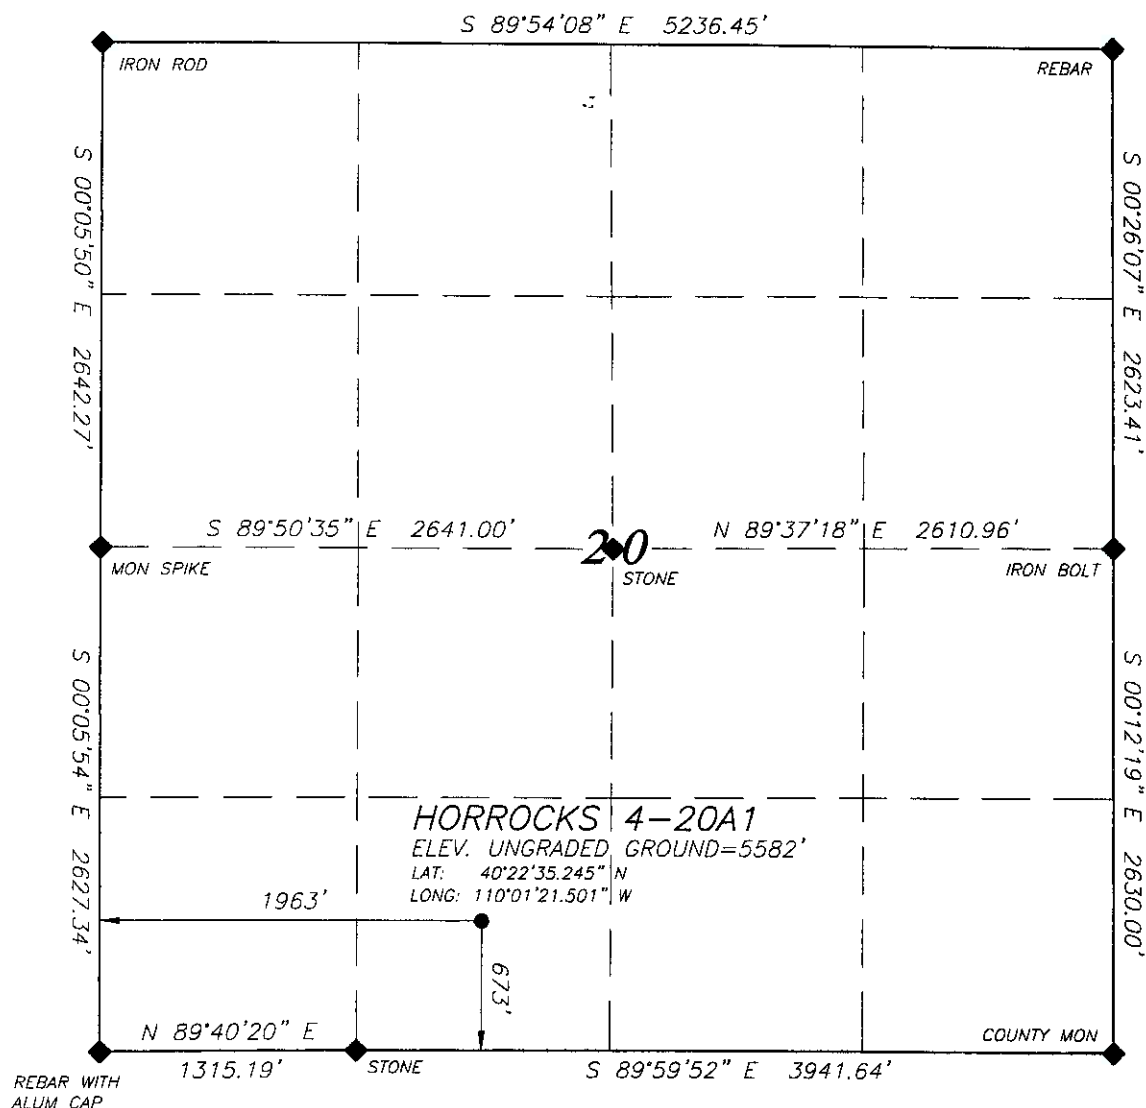 S 89°54'08" E 5236.45'
IRON ROD
REBAR
S 00°05'50" E 2642.27'
S 00°26'07" E 2623.41'
S 89°50'35" E 2641.00'
20
N 89°37'18" E 2610.96'
MON SPIKE
STONE
IRON BOLT
S 00°05'54" E 2627.34'
S 00°12'19" E 2630.00'
HORROCKS 4-20A1
ELEV. UNGRADED GROUND=5582'
LAT: 40°22'35.245" N
LONG: 110°01'21.501" W
1963'
673'
N 89°40'20" E
COUNTY MON
1315.19'
STONE
S 89°59'52" E 3941.64'
REBAR WITH
ALUM CAP